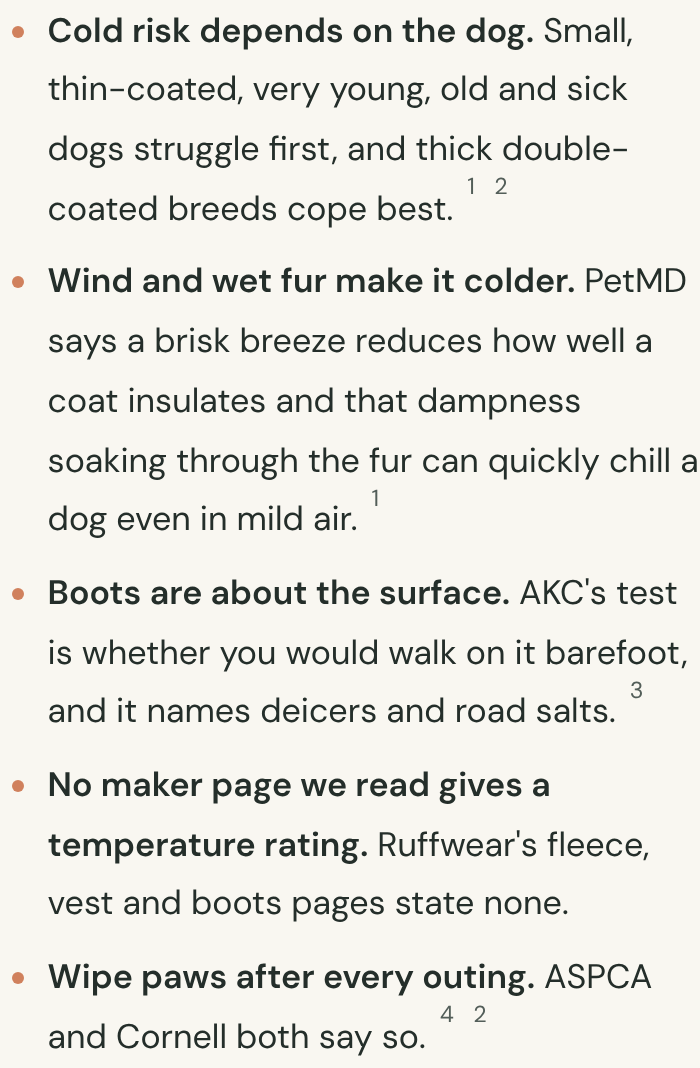 Cold risk depends on the dog. Small,
thin-coated, very young, old and sick
dogs struggle first, and thick double-
coated breeds cope best. 1 2
Wind and wet fur make it colder. PetMD
says a brisk breeze reduces how well a
coat insulates and that dampness
soaking through the fur can quickly chill a
dog even in mild air. 1
Boots are about the surface. AKC's test
is whether you would walk on it barefoot,
and it names deicers and road salts. 3
No maker page we read gives a
temperature rating. Ruffwear's fleece,
vest and boots pages state none.
Wipe paws after every outing. ASPCA
and Cornell both say so. 4 2